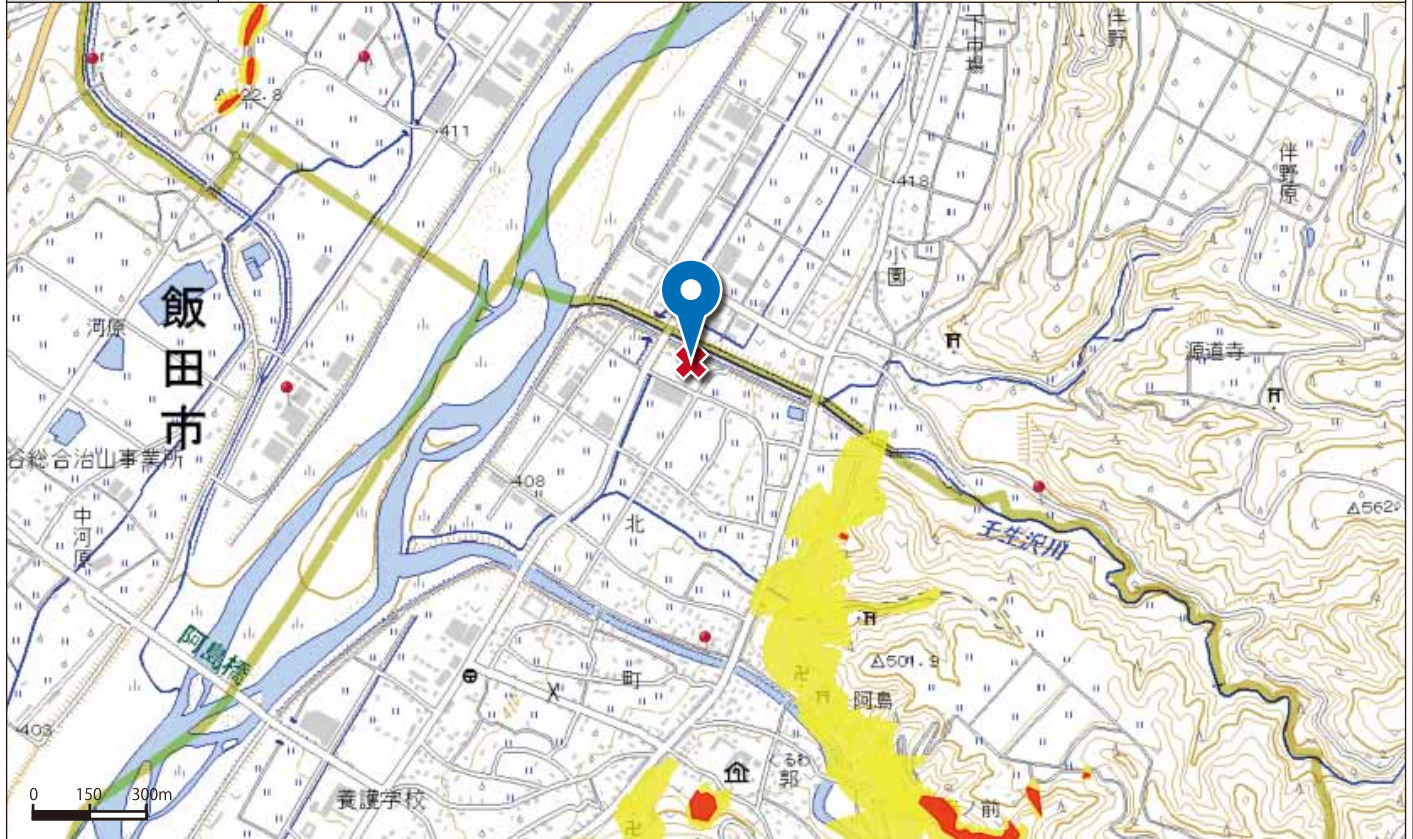 下市場
伴野
22.8
411
418
伴野原
小園
飯田市
河原
源道寺
谷総合治山事業所
408
中河原
北
壬生沢川
562
阿島橋
501.9
町
阿島
403
くるわ
郭
0 150 300m
養護学校
ノ前